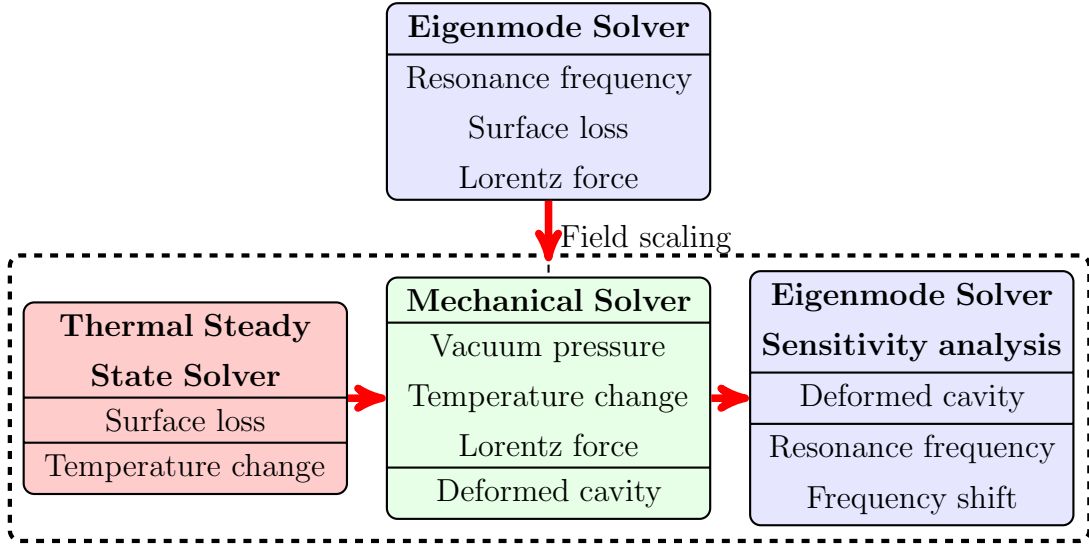 Eigenmode Solver
Resonance frequency
Surface loss
Lorentz force
Field scaling
Thermal Steady
State Solver
Surface loss
Temperature change
Mechanical Solver
Vacuum pressure
Temperature change
Lorentz force
Deformed cavity
Eigenmode Solver
Sensitivity analysis
Deformed cavity
Resonance frequency
Frequency shift